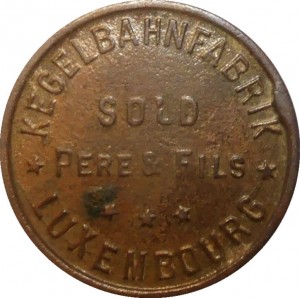 KEGELBAHNFABRIK
SOLD
PERE & FILS
LUXEMBOURG